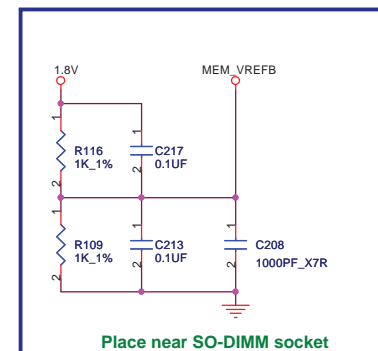 1.8V
MEM_VREFB
1
2
R116
1K_1%
1
2
C217
0.1UF
1
2
R109
1K_1%
1
2
C213
0.1UF
1
2
C208
1000PF_X7R
Place near SO-DIMM socket